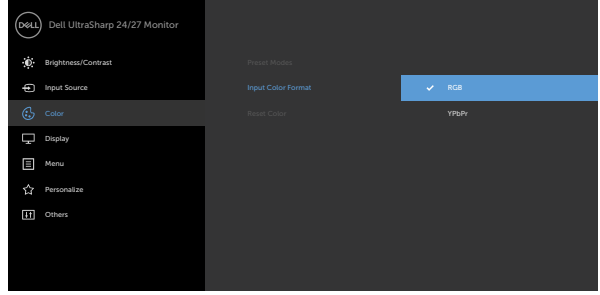 DELL Dell UltraSharp 24/27 Monitor
Brightness/Contrast
Input Source
Color
Display
Menu
Personalize
Others
Preset Modes
Input Color Format
Reset Color
RGB
YPbPr